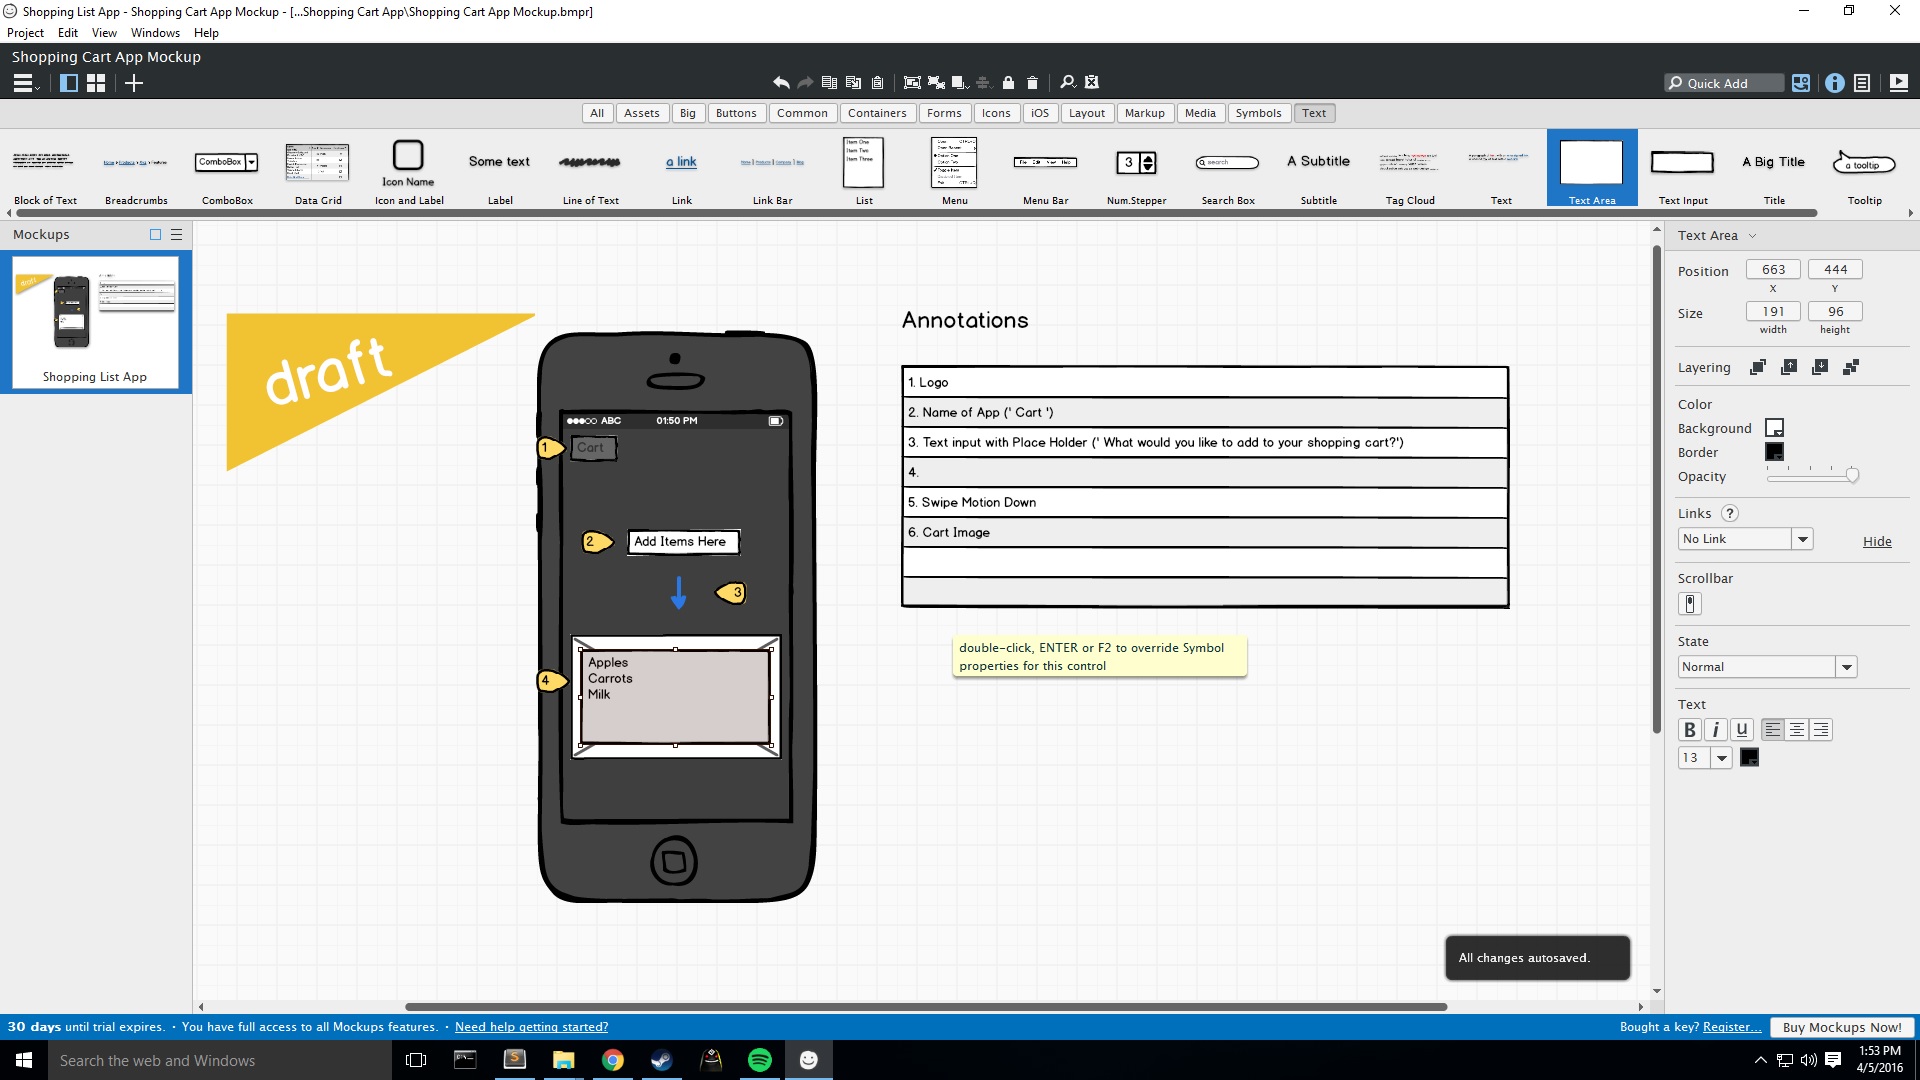 Shopping List App - Shopping Cart App Mockup - [...Shopping Cart App\Shopping Cart App Mockup.bmpr]
Project Edit View Windows Help
Shopping Cart App Mockup
Quick Add
All Assets Big Buttons Common Containers Forms Icons iOS Layout Markup Media Symbols Text
ComboBox
Icon Name
Some text
a link
Item One
Item Two
Item Three
3
search
A Subtitle
A Big Title
a tooltip
Block of Text Breadcrumbs ComboBox Data Grid Icon and Label Label Line of Text Link Link Bar List Menu Menu Bar Num.Stepper Search Box Subtitle Tag Cloud Text Text Area Text Input Title Tooltip
Mockups
draft
Shopping List App
draft
ABC 01:50 PM
1 Cart
2 Add Items Here
3
4
Apples
Carrots
Milk
Annotations
1. Logo
2. Name of App (' Cart ')
3. Text input with Place Holder (' What would you like to add to your shopping cart?')
4.
5. Swipe Motion Down
6. Cart Image
double-click, ENTER or F2 to override Symbol
properties for this control
All changes autosaved.
Text Area
Position 663 444
X Y
Size 191 96
width height
Layering
Color
Background
Border
Opacity
Links ?
No Link Hide
Scrollbar
State
Normal
Text
B i U
13
30 days until trial expires. • You have full access to all Mockups features. • Need help getting started?
Bought a key? Register... Buy Mockups Now!
Search the web and Windows
1:53 PM
4/5/2016